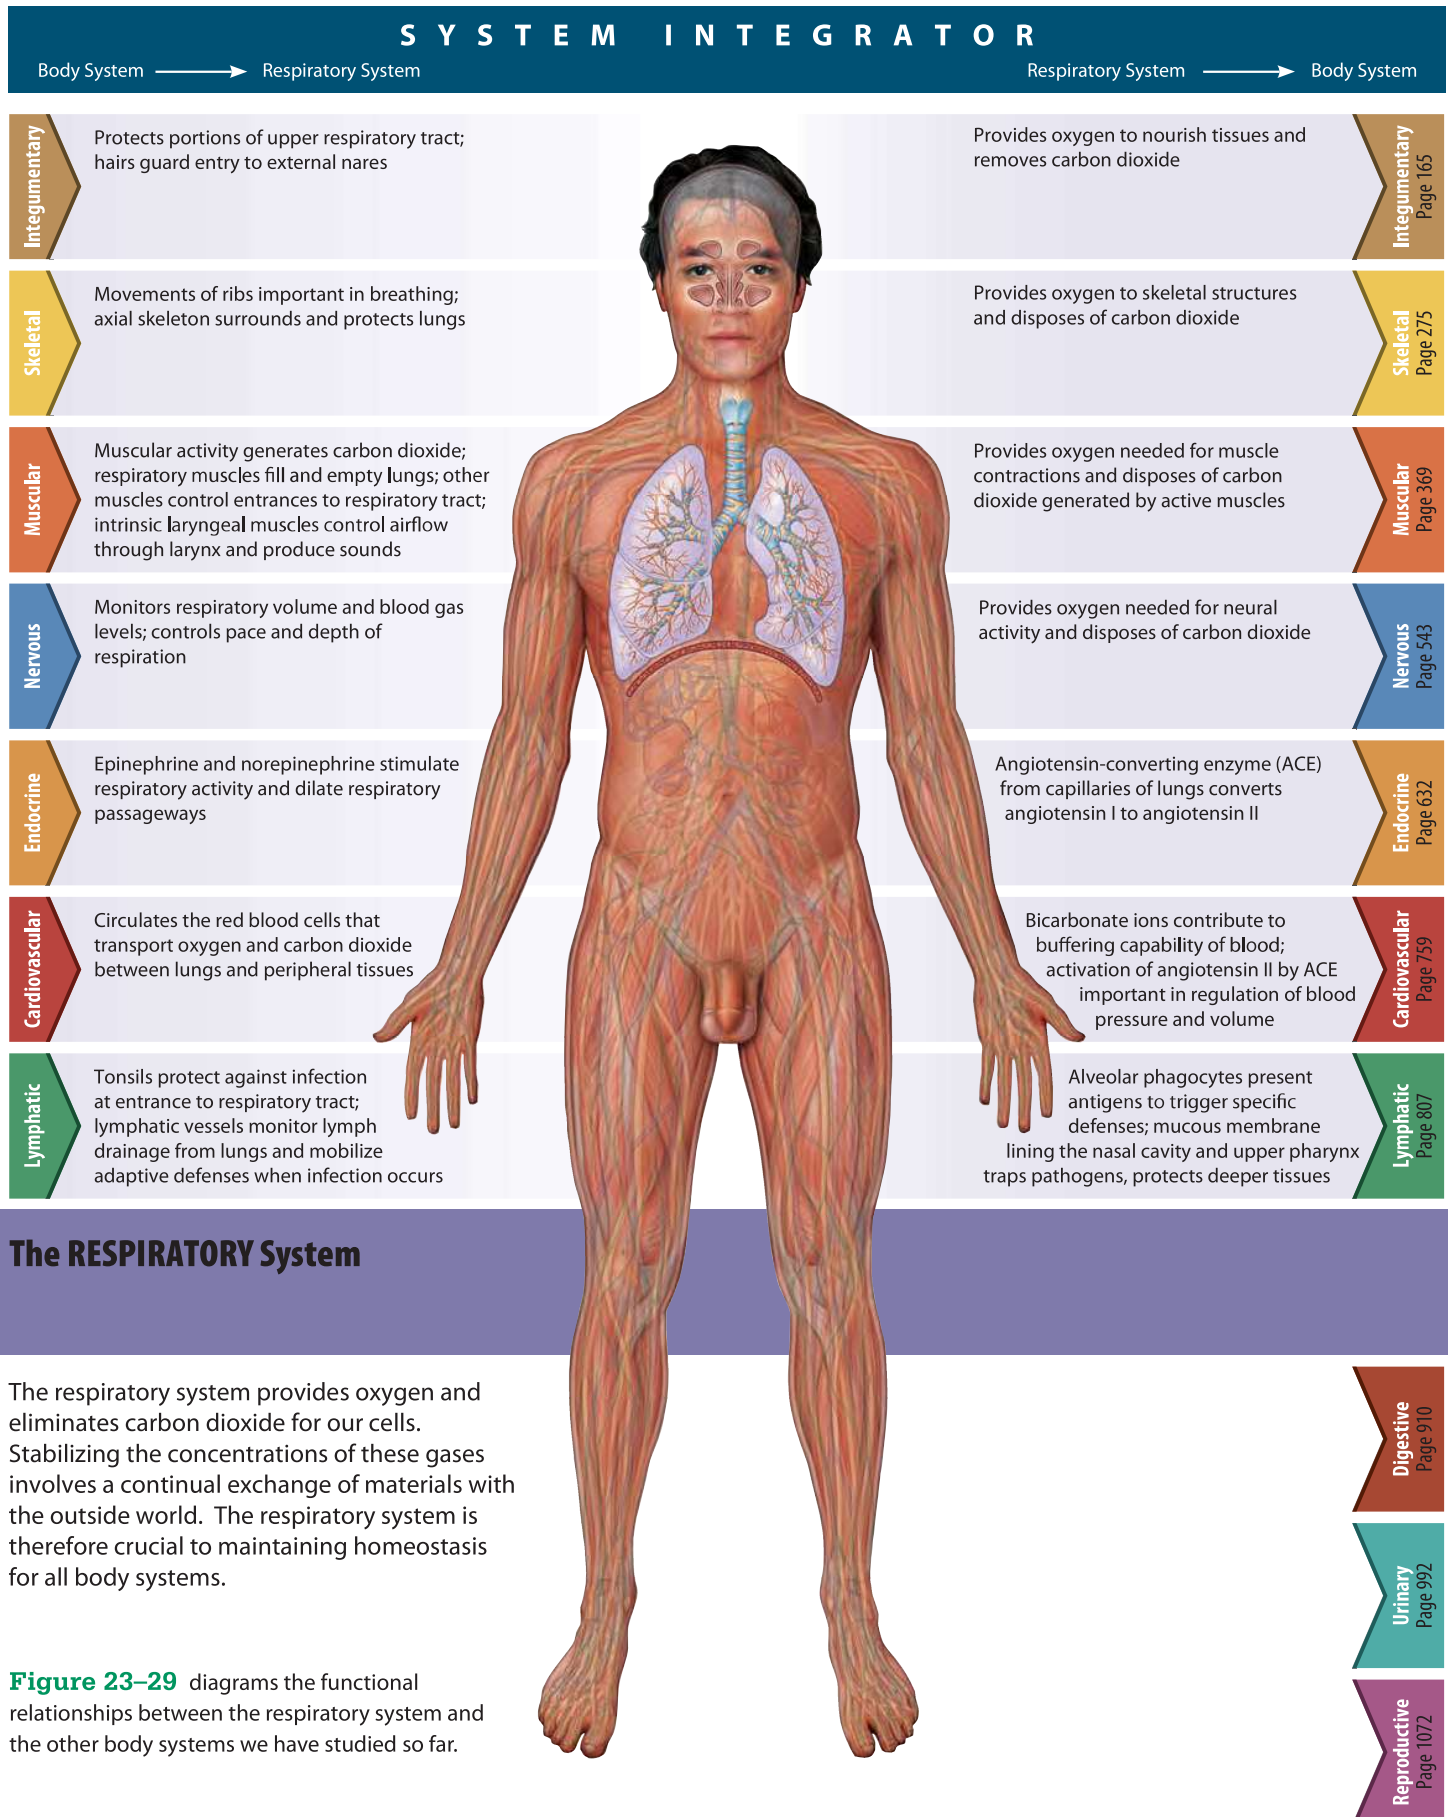 SYSTEM INTEGRATOR
Body System
Respiratory System
Respiratory System
Body System
Integumentary
Protects portions of upper respiratory tract;
hairs guard entry to external nares
Provides oxygen to nourish tissues and
removes carbon dioxide
Integumentary
Page 165
Skeletal
Movements of ribs important in breathing;
axial skeleton surrounds and protects lungs
Provides oxygen to skeletal structures
and disposes of carbon dioxide
Skeletal
Page 275
Muscular
Muscular activity generates carbon dioxide;
respiratory muscles fill and empty lungs; other
muscles control entrances to respiratory tract;
intrinsic laryngeal muscles control airflow
through larynx and produce sounds
Provides oxygen needed for muscle
contractions and disposes of carbon
dioxide generated by active muscles
Muscular
Page 369
Nervous
Monitors respiratory volume and blood gas
levels; controls pace and depth of
respiration
Provides oxygen needed for neural
activity and disposes of carbon dioxide
Nervous
Page 543
Endocrine
Epinephrine and norepinephrine stimulate
respiratory activity and dilate respiratory
passageways
Angiotensin-converting enzyme (ACE)
from capillaries of lungs converts
angiotensin I to angiotensin II
Endocrine
Page 632
Cardiovascular
Circulates the red blood cells that
transport oxygen and carbon dioxide
between lungs and peripheral tissues
Bicarbonate ions contribute to
buffering capability of blood;
activation of angiotensin II by ACE
important in regulation of blood
pressure and volume
Cardiovascular
Page 759
Lymphatic
Tonsils protect against infection
at entrance to respiratory tract;
lymphatic vessels monitor lymph
drainage from lungs and mobilize
adaptive defenses when infection occurs
Alveolar phagocytes present
antigens to trigger specific
defenses; mucous membrane
lining the nasal cavity and upper pharynx
traps pathogens, protects deeper tissues
Lymphatic
Page 807
The RESPIRATORY System
The respiratory system provides oxygen and
eliminates carbon dioxide for our cells.
Stabilizing the concentrations of these gases
involves a continual exchange of materials with
the outside world. The respiratory system is
therefore crucial to maintaining homeostasis
for all body systems.
Figure 23–29 diagrams the functional
relationships between the respiratory system and
the other body systems we have studied so far.
Digestive
Page 910
Urinary
Page 992
Reproductive
Page 1072